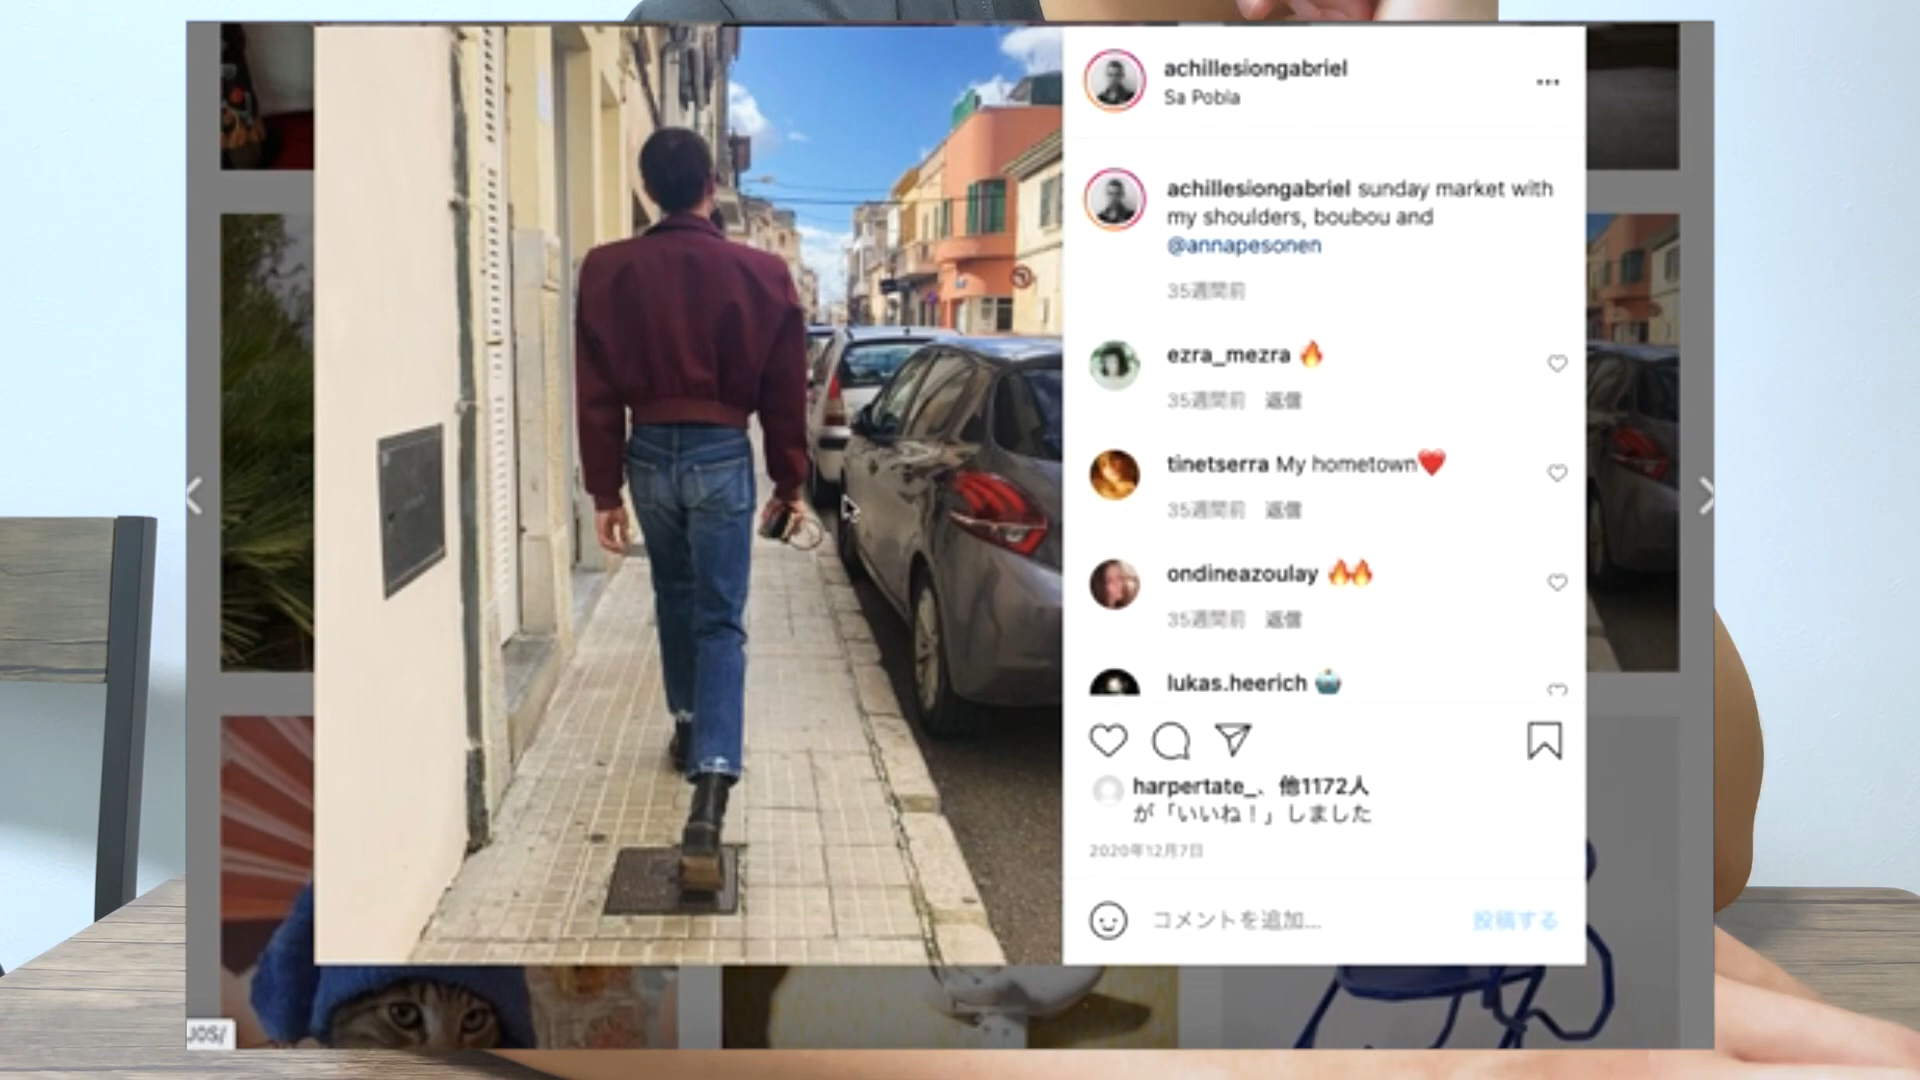 achillesiongabriel
Sa Pobla
achillesiongabriel sunday market with
my shoulders, boubou and
@annapesonen
35週間前
ezra_mezra 🔥
35週間前 返信
tinetserra My hometown❤️
35週間前 返信
ondineazoulay 🔥🔥
35週間前 返信
lukas.heerich 🤖
harpertate_、他1172人
が「いいね！」しました
2020年12月7日
コメントを追加...
投稿する
JOS/